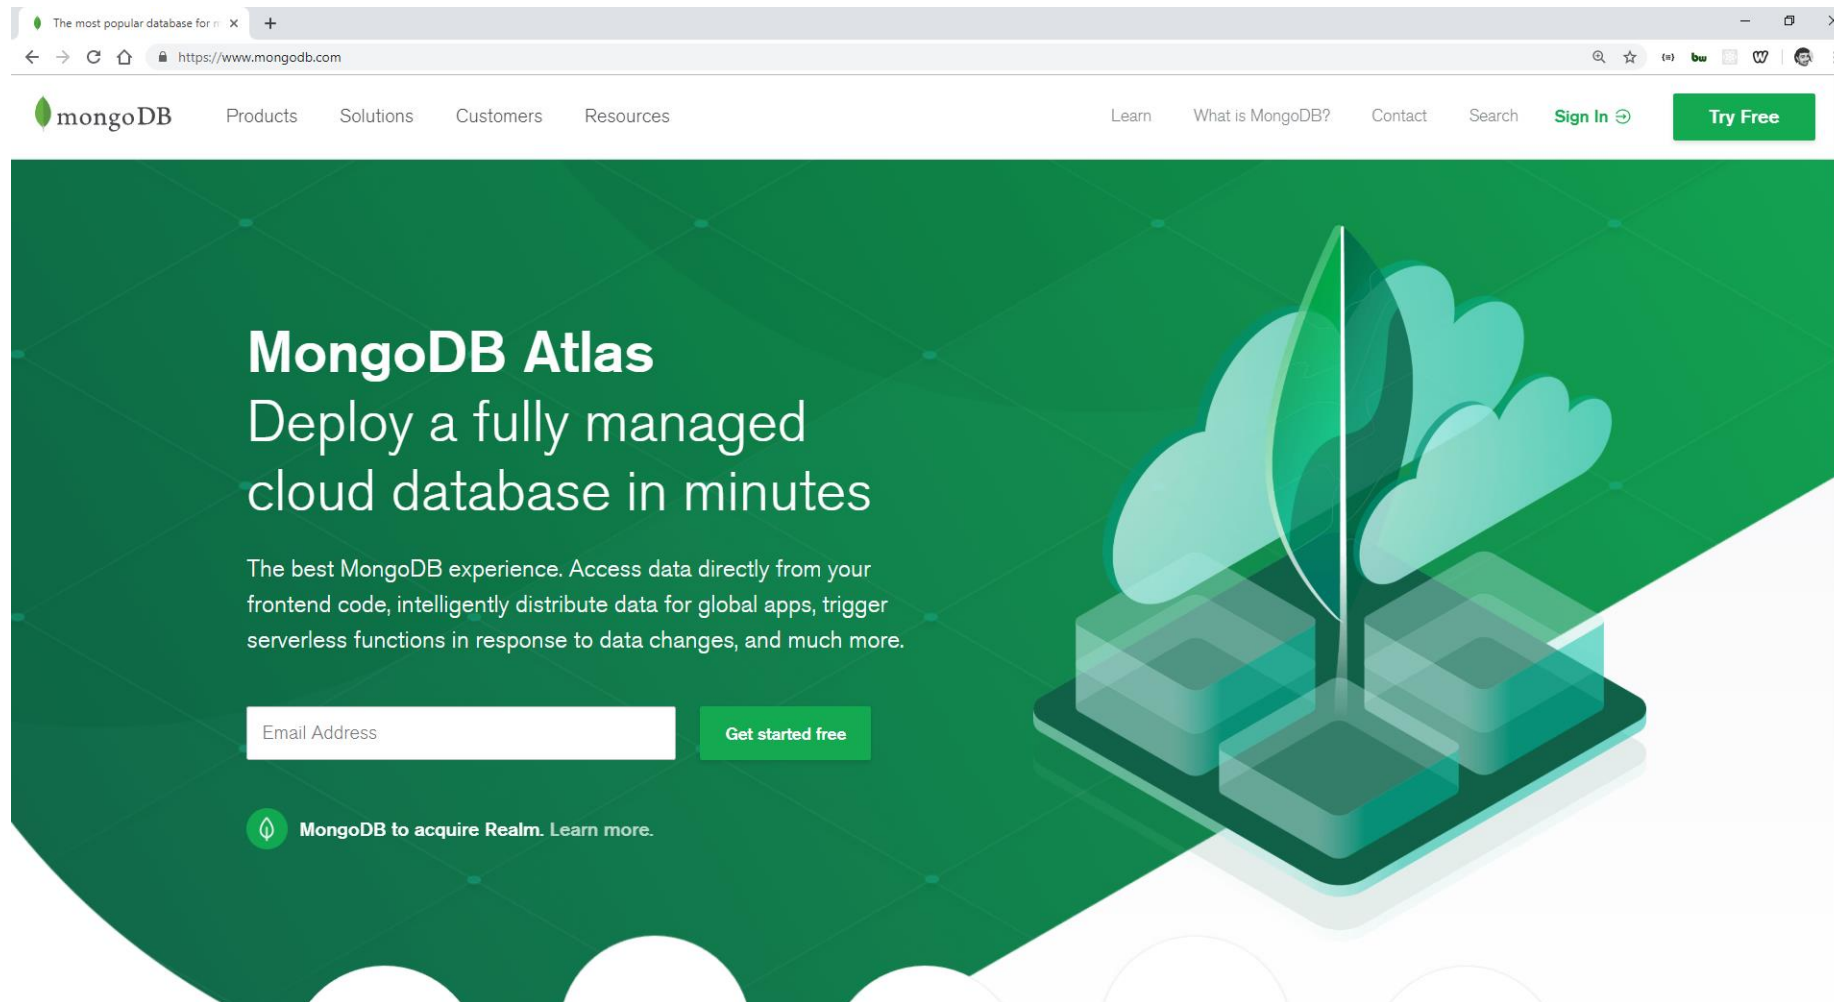 The most popular database for m
https://www.mongodb.com
bw
mongoDB
Products Solutions Customers Resources Learn What is MongoDB? Contact Search Sign In Try Free
MongoDB Atlas
Deploy a fully managed
cloud database in minutes
The best MongoDB experience. Access data directly from your
frontend code, intelligently distribute data for global apps, trigger
serverless functions in response to data changes, and much more.
Email Address
Get started free
MongoDB to acquire Realm. Learn more.